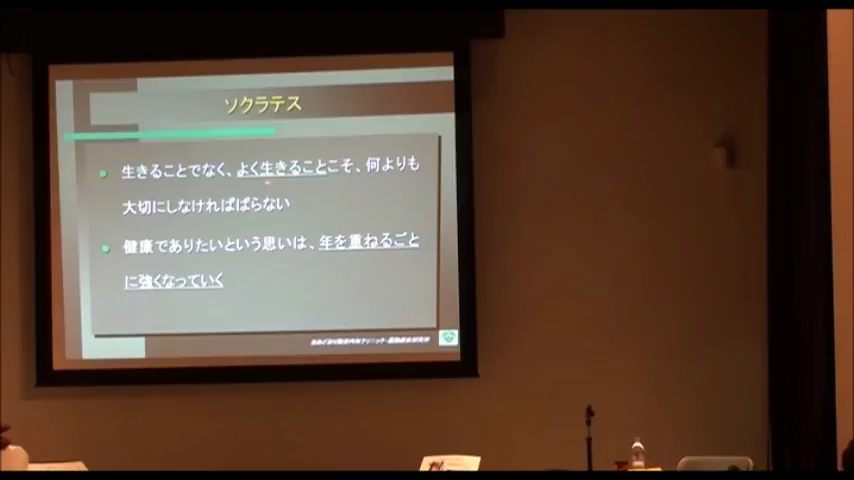 ソクラテス
生きることでなく、よく生きることこそ、何よりも
大切にしなければばらない
健康でありたいという思いは、年を重ねるごと
に強くなっていく